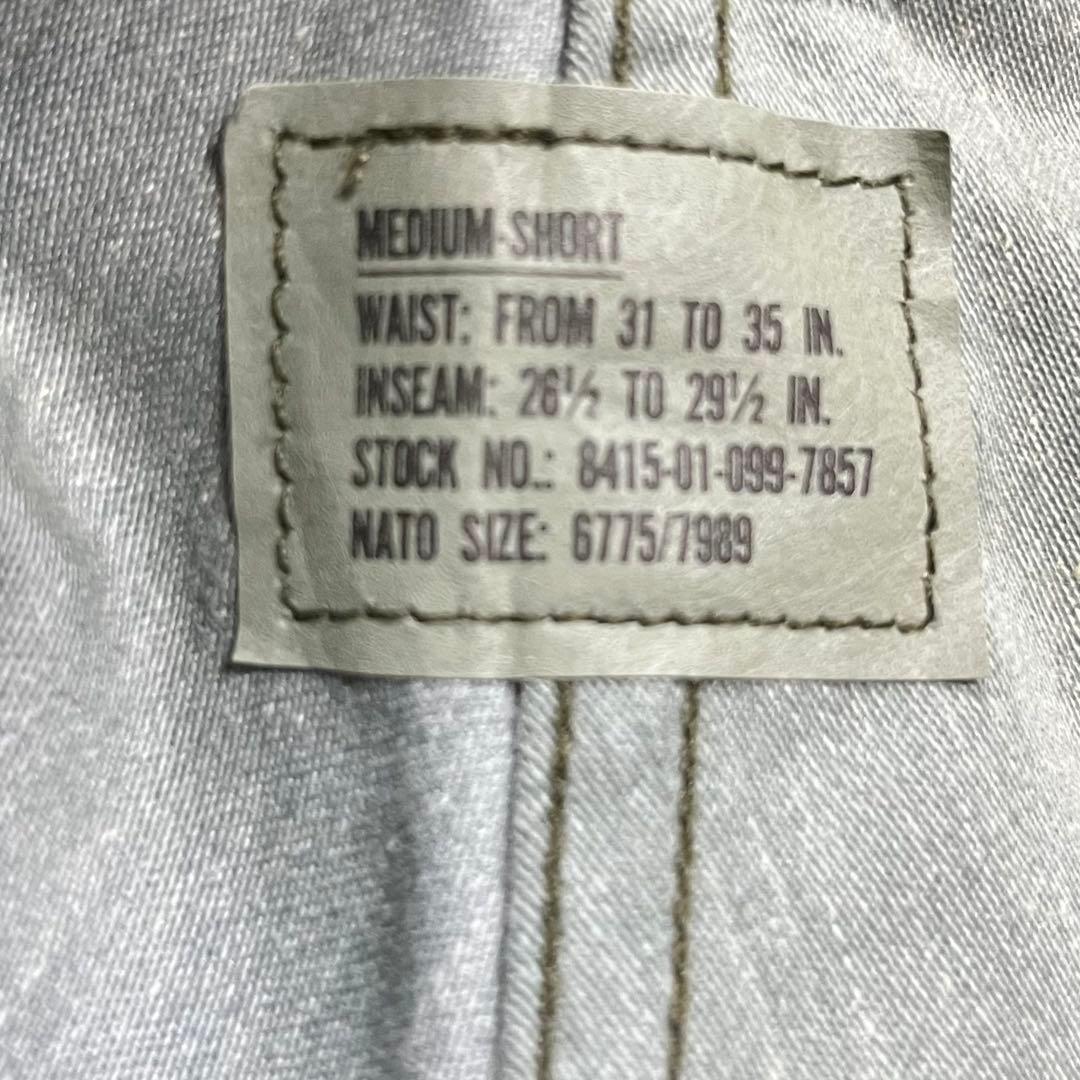 MEDIUM-SHORT
WAIST: FROM 31 TO 35 IN.
INSEAM: 26½ TO 29½ IN.
STOCK NO.: 8415-01-099-7857
NATO SIZE: 6775/7989